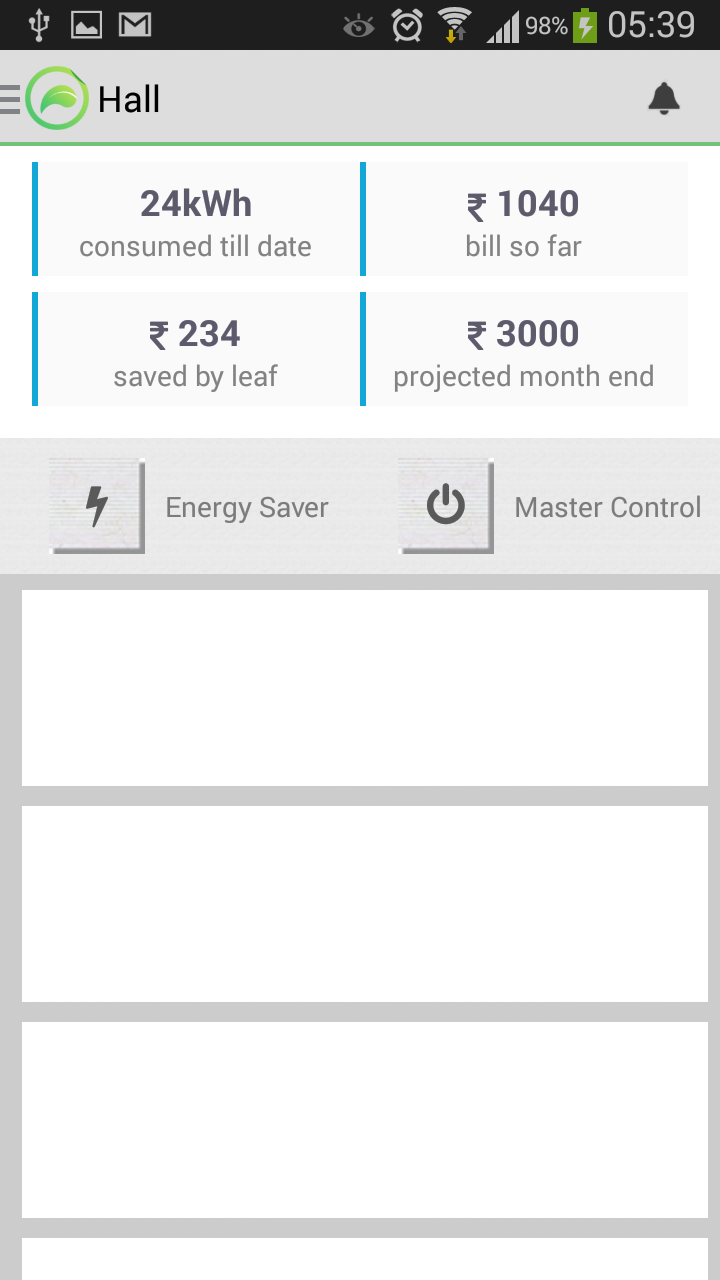 98% 05:39
Hall
24kWh ₹ 1040
consumed till date bill so far
₹ 234 ₹ 3000
saved by leaf projected month end
Energy Saver Master Control